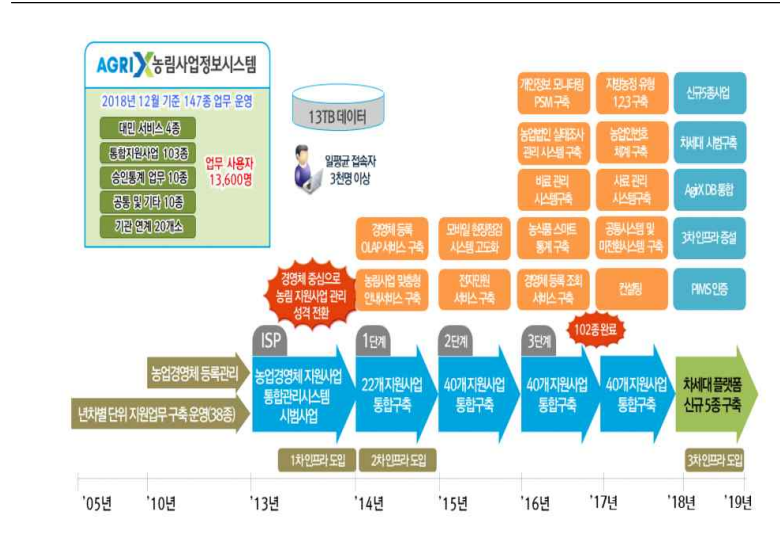 AGRIX 농림사업정보시스템
2018년 12월 기준 147종 업무 운영
대민 서비스 4종
통합지원사업 103종
승인통계 업무 10종
공통 및 기타 10종
기관 연계 20개소
업무 사용자
13,600명
13TB 데이터
일평균 접속자
3천명 이상
개인정보 모니터링
PSM 구축
지방농정 유형
1,2,3 구축
신규5종사업
농업법인 실태조사
관리 시스템 구축
농업인번호
체계 구축
차세대 시범구축
비료 관리
시스템구축
사료 관리
시스템구축
AgriX DB 통합
경영체 등록
OLAP 서비스 구축
모바일 현장점검
시스템 고도화
농식품 스마트
통계 구축
공통시스템 및
미전환시스템 구축
3차 인프라 증설
농림사업 맞춤형
안내서비스 구축
전자민원
서비스 구축
경영체 등록 조회
서비스 구축
컨설팅
PIMS 인증
경영체 중심으로
농림 지원사업 관리
성격 전환
102종 완료
ISP
1단계
2단계
3단계
농업경영체 등록관리
년차별 단위 지원업무 구축 운영(38종)
농업경영체 지원사업
통합관리시스템
시범사업
22개 지원사업
통합구축
40개 지원사업
통합구축
40개 지원사업
통합구축
40개 지원사업
통합구축
차세대 플랫폼
신규 5종 구축
1차 인프라 도입
2차 인프라 도입
3차 인프라 도입
'05년
'10년
'13년
'14년
'15년
'16년
'17년
'18년
'19년